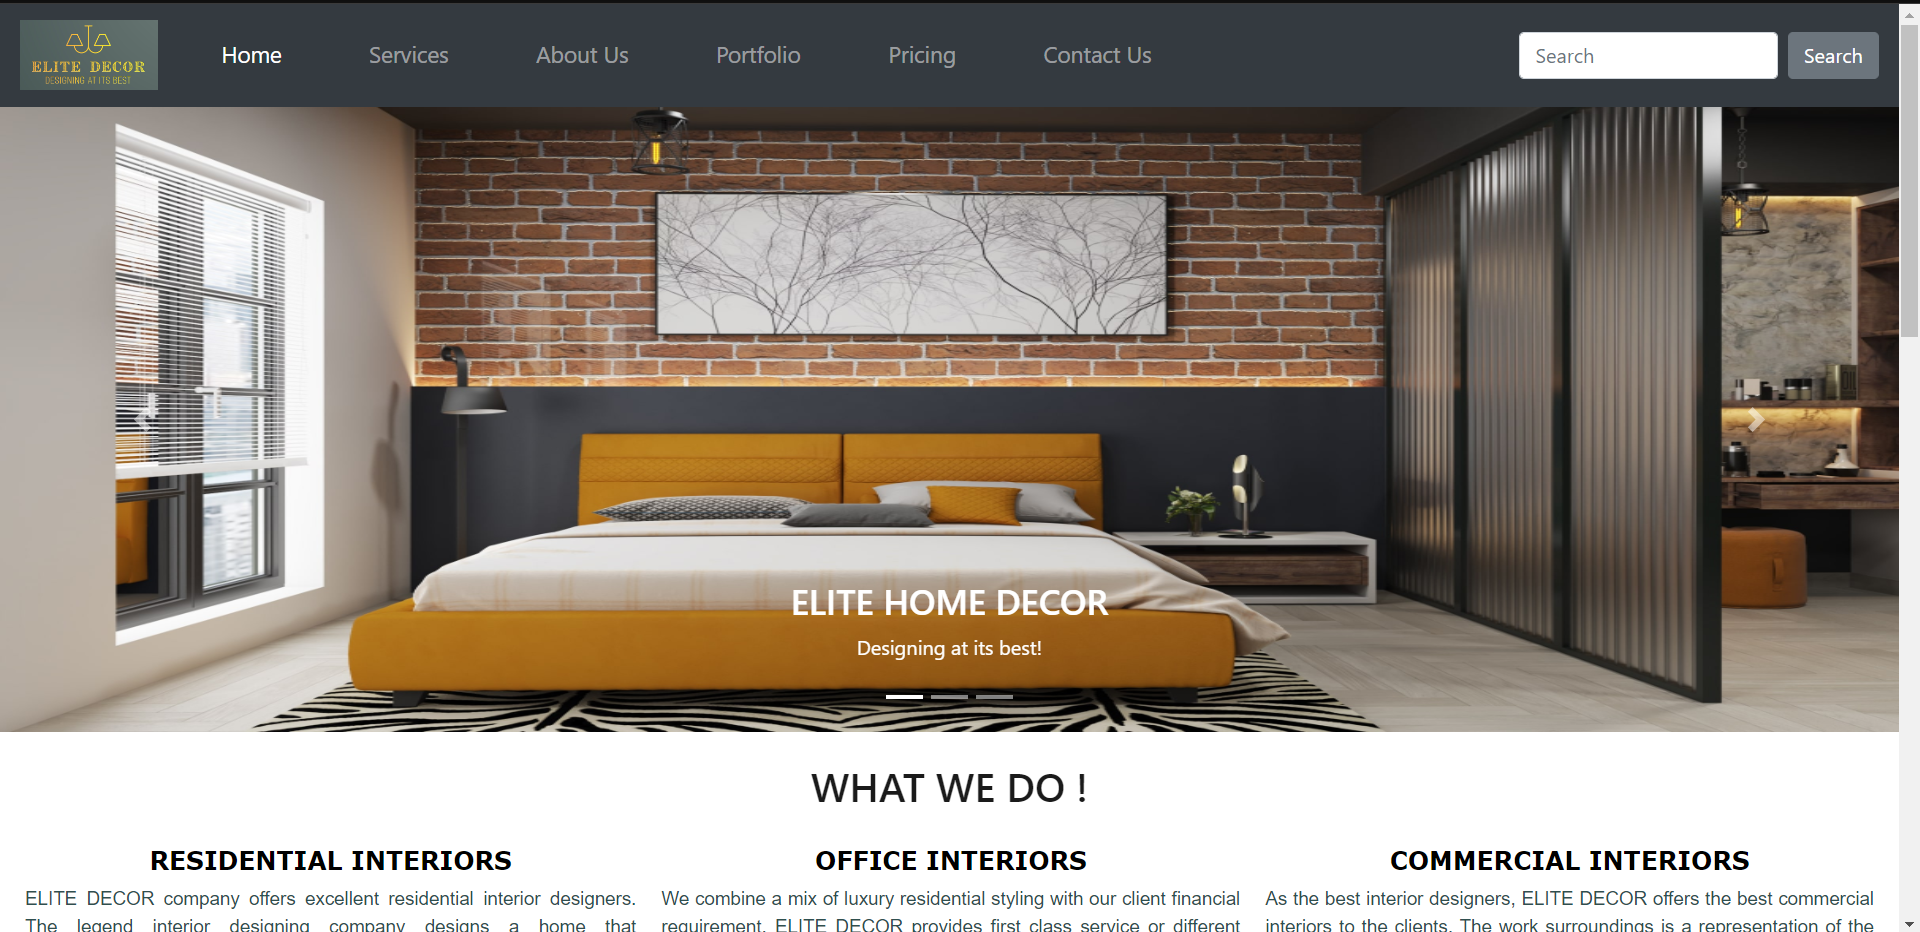 ELITE DECOR
DESIGNING AT ITS BEST
Home Services About Us Portfolio Pricing Contact Us Search Search
ELITE HOME DECOR
Designing at its best!
WHAT WE DO !
RESIDENTIAL INTERIORS
ELITE DECOR company offers excellent residential interior designers.
The legend interior designing company designs a home that
OFFICE INTERIORS
We combine a mix of luxury residential styling with our client financial
requirement. ELITE DECOR provides first class service or different
COMMERCIAL INTERIORS
As the best interior designers, ELITE DECOR offers the best commercial
interiors to the clients. The work surroundings is a representation of the